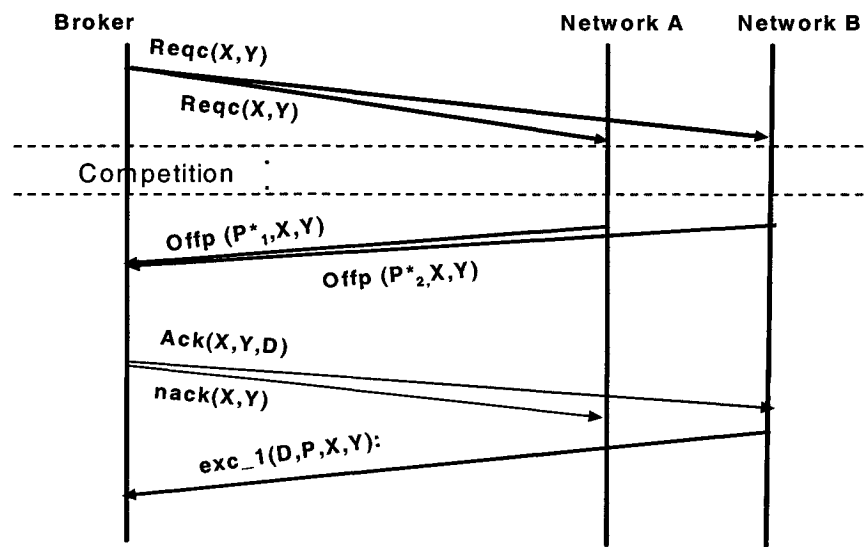 Broker
Network A
Network B
Reqc(X,Y)
Reqc(X,Y)
Competition
Offp (P*1,X,Y)
Offp (P*2,X,Y)
Ack(X,Y,D)
nack(X,Y)
exc_1(D,P,X,Y):